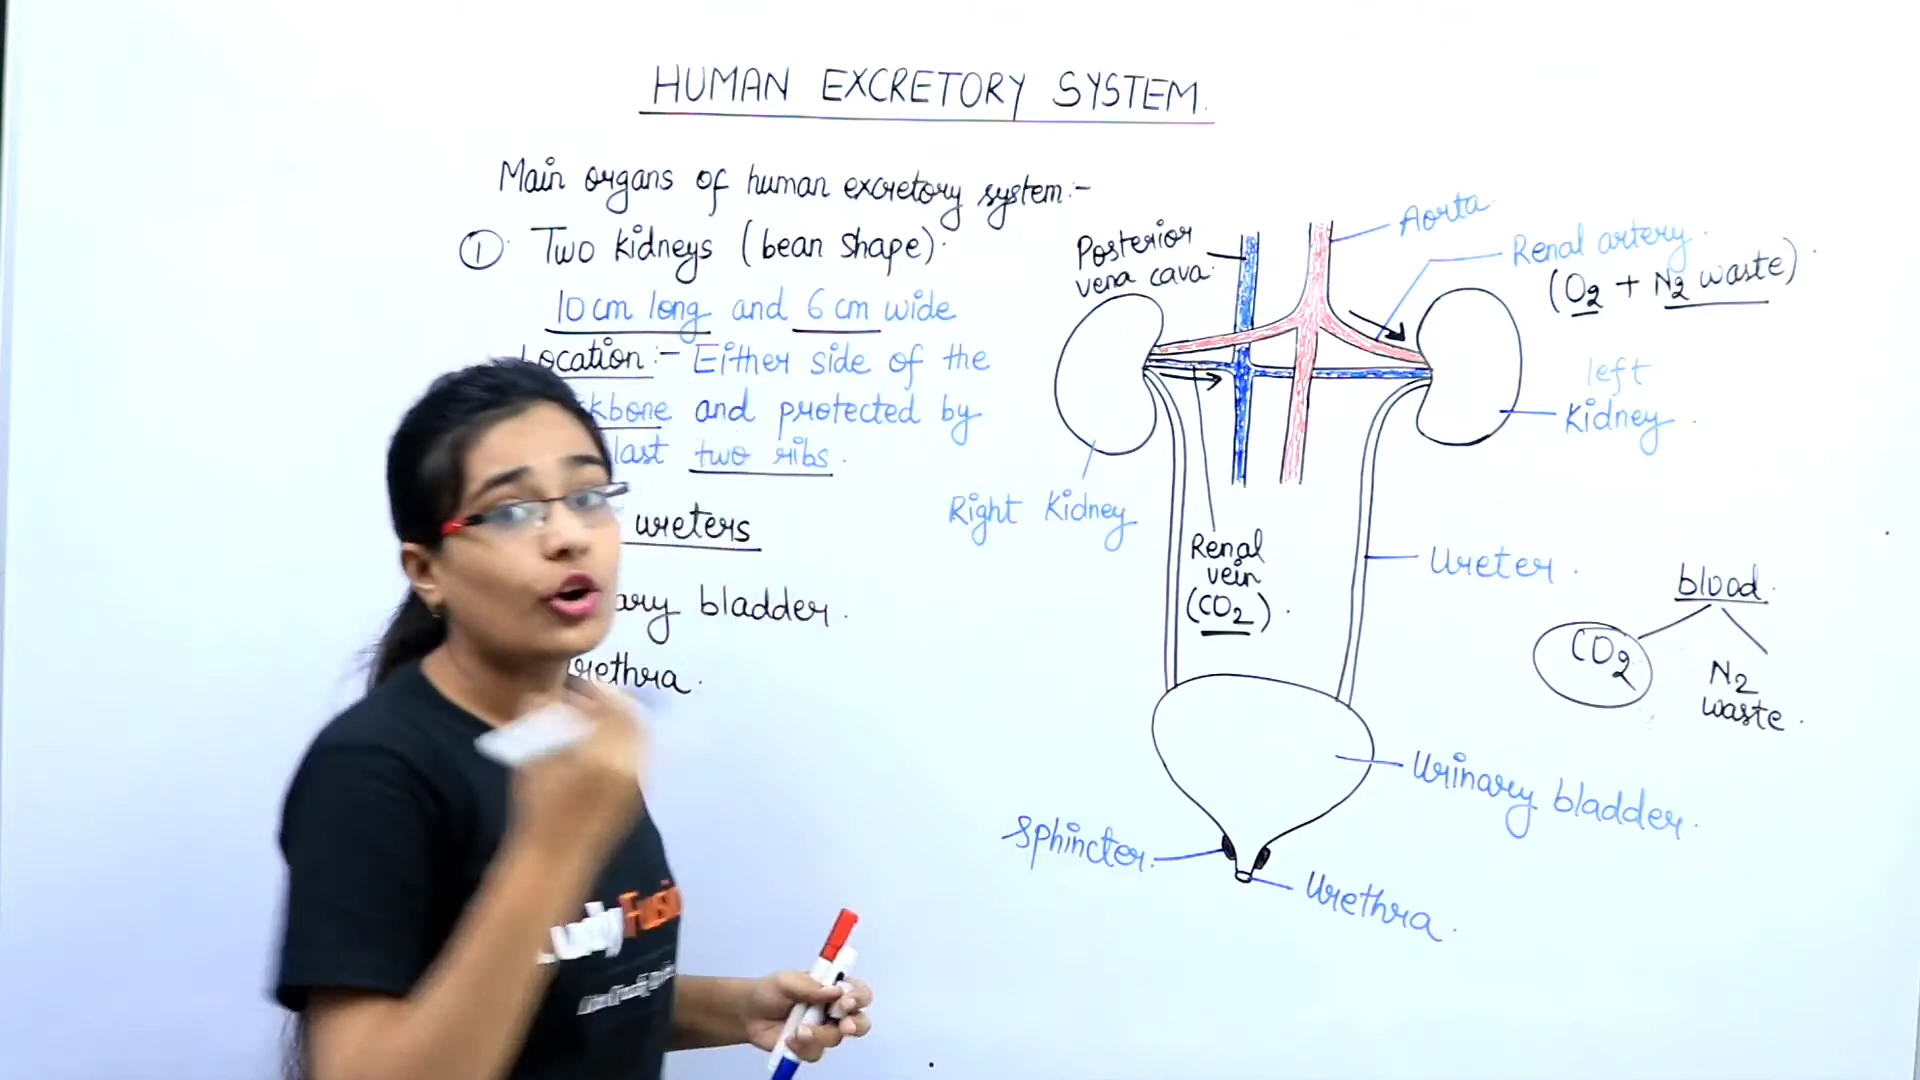 HUMAN EXCRETORY SYSTEM.
Main organs of human excretory system:-
① Two kidneys (bean shape).
10 cm long and 6 cm wide
Location:- Either side of the
kbone and protected by
last two ribs.
ureters
ary bladder.
rethra.
Posterior
vena cava.
Aorta.
Renal artery.
(O2 + N2 waste)
left
Kidney.
Right Kidney
Renal
vein
(CO2).
Ureter.
blood.
CO2
N2
waste.
Urinary bladder.
Sphincter.
Urethra.